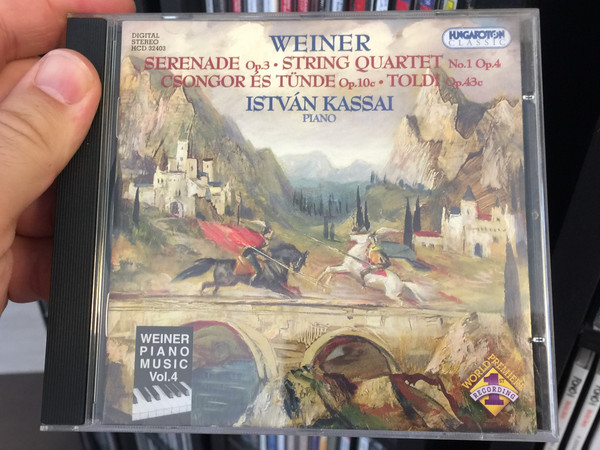 DIGITAL
STEREO
HCD 32403
HUNGAROTON
CLASSIC
WEINER
SERENADE Op.3 • STRING QUARTET No.1 Op.4
CSONGOR ÉS TÜNDE Op.10c • TOLDI Op.43c
ISTVÁN KASSAI
PIANO
WEINER
PIANO
MUSIC
Vol.4
WORLD PREMIERE
1
RECORDING